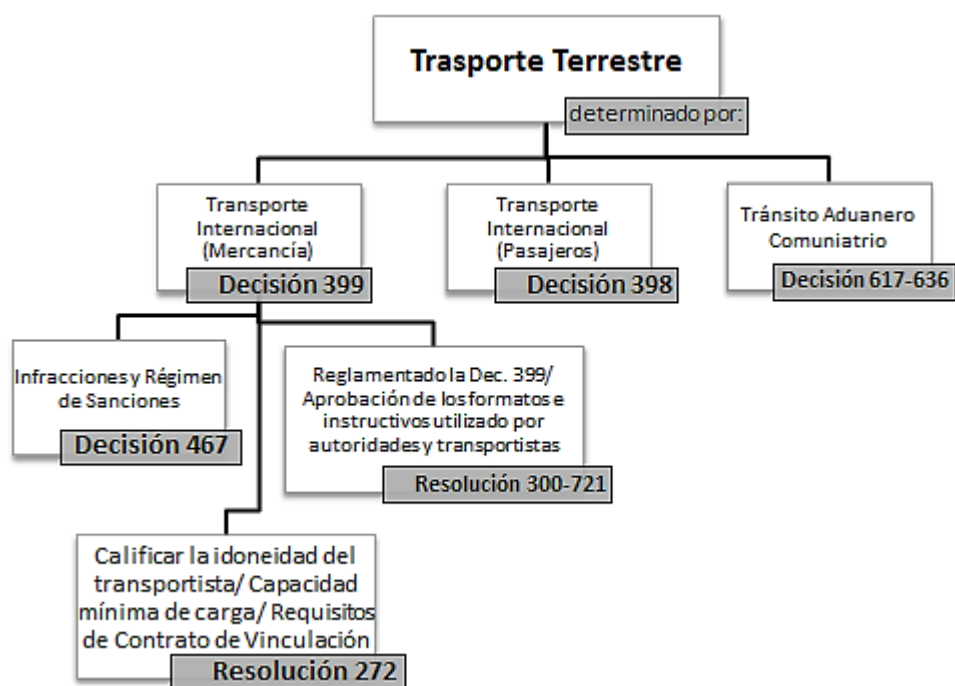 Trasporte Terrestre
determinado por:
Transporte
Internacional
(Mercancía)
Decisión 399
Transporte
Internacional
(Pasajeros)
Decisión 398
Tránsito Aduanero
Comuniatrio
Decisión 617-636
Infracciones y Régimen
de Sanciones
Decisión 467
Reglamentado la Dec. 399/
Aprobación de los formatos e
instructivos utilizado por
autoridades y transportistas
Resolución 300-721
Calificar la idoneidad del
transportista/ Capacidad
mínima de carga/ Requisitos
de Contrato de Vinculación
Resolución 272